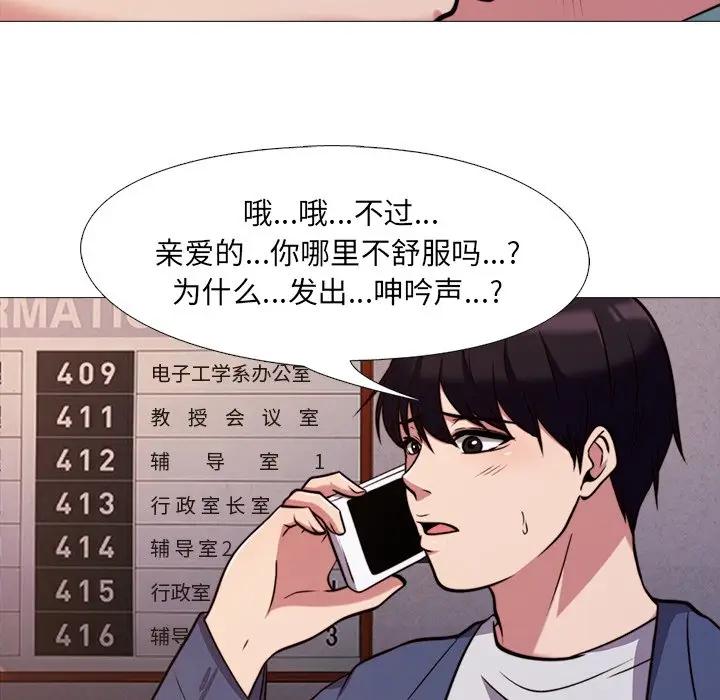 哦...哦...不过...
亲爱的...你哪里不舒服吗...?
为什么...发出...呻吟声...?
RMATI
409 电子工学系办公室
411 教授会议室
412 辅导室1
413 行政室长室
414 辅导室2
415 行政室
416 辅导 3